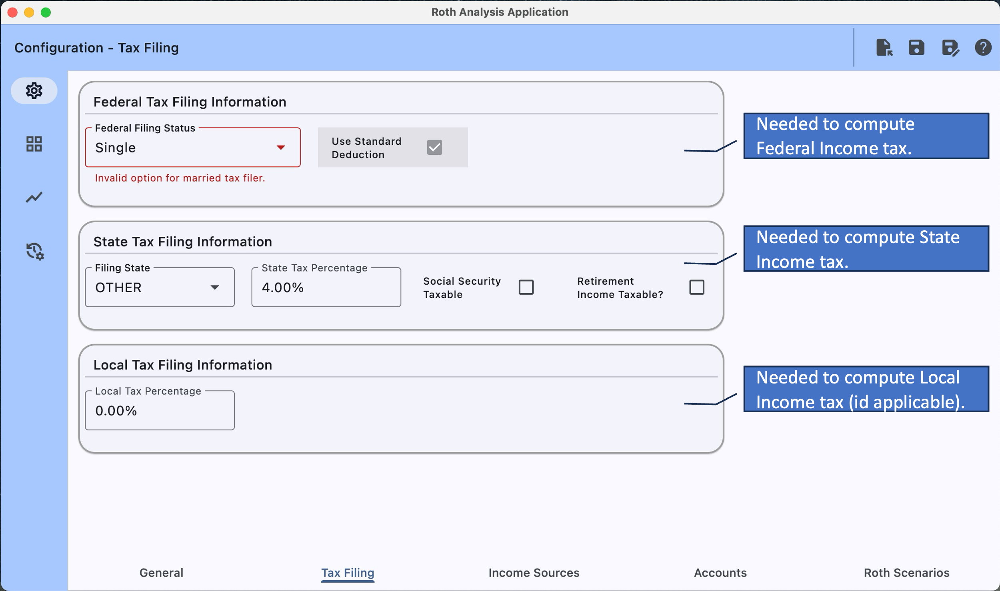 Roth Analysis Application
Configuration - Tax Filing
Federal Tax Filing Information
Federal Filing Status
Single
Use Standard
Deduction
Invalid option for married tax filer.
Needed to compute
Federal Income tax.
State Tax Filing Information
Filing State
OTHER
State Tax Percentage
4.00%
Social Security
Taxable
Retirement
Income Taxable?
Needed to compute State
Income tax.
Local Tax Filing Information
Local Tax Percentage
0.00%
Needed to compute Local
Income tax (id applicable).
General
Tax Filing
Income Sources
Accounts
Roth Scenarios